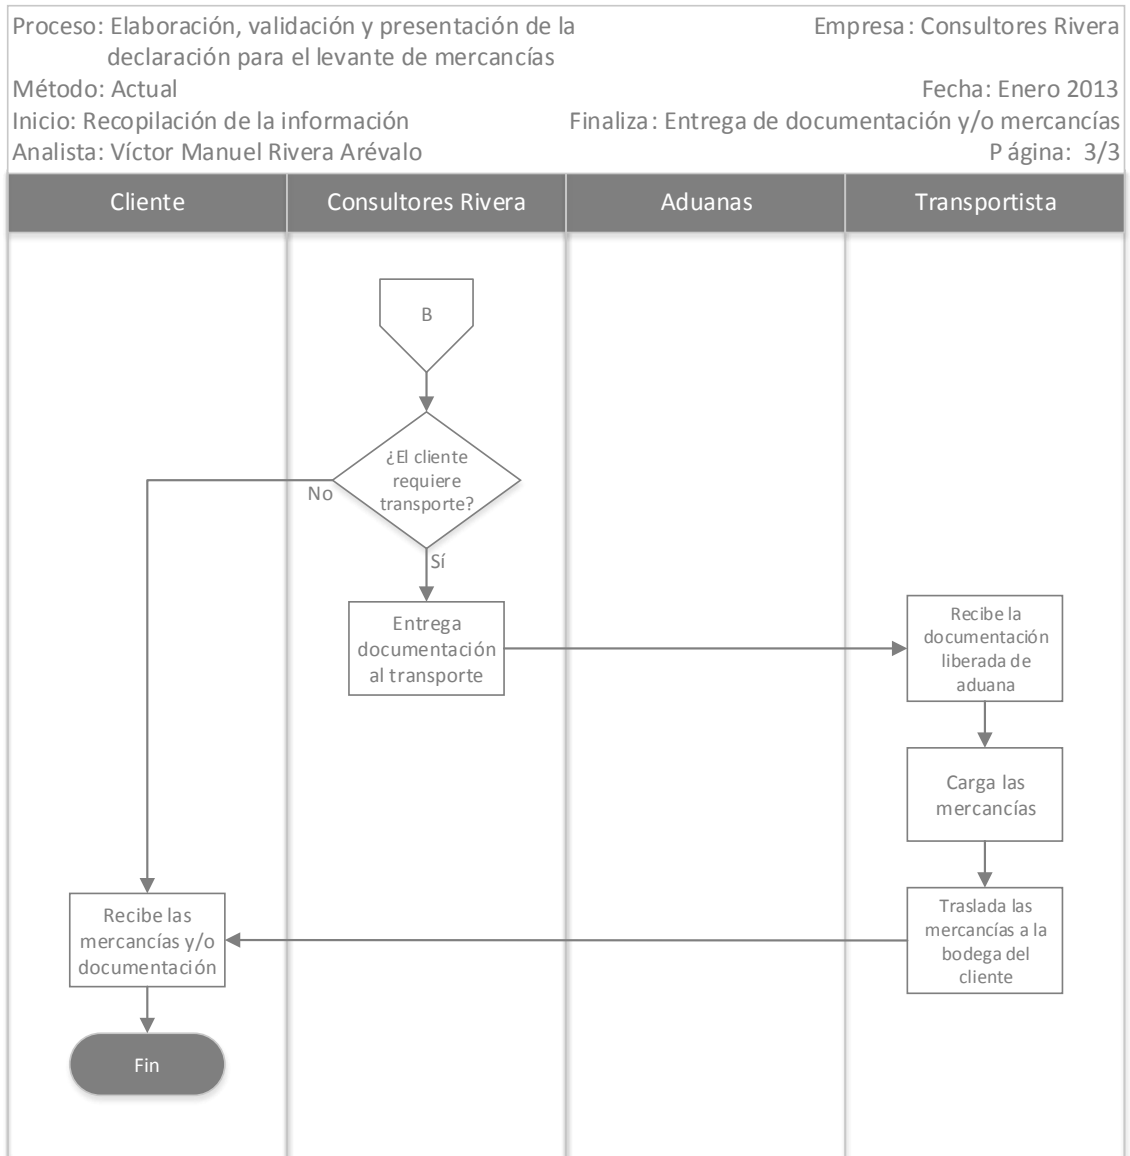 Proceso: Elaboración, validación y presentación de la
declaración para el levante de mercancías
Empresa: Consultores Rivera
Método: Actual
Fecha: Enero 2013
Inicio: Recopilación de la información
Finaliza: Entrega de documentación y/o mercancías
Analista: Víctor Manuel Rivera Arévalo
P ágina: 3/3
Cliente
Consultores Rivera
Aduanas
Transportista
B
¿El cliente
requiere
transporte?
No
Sí
Entrega
documentación
al transporte
Recibe la
documentación
liberada de
aduana
Carga las
mercancías
Traslada las
mercancías a la
bodega del
cliente
Recibe las
mercancías y/o
documentación
Fin